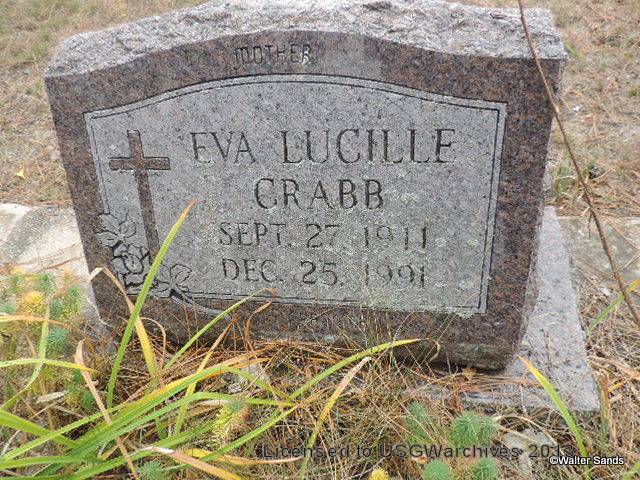 MOTHER
EVA LUCILLE
CRABB
SEPT. 27, 1911
DEC. 25, 1991
Licensed to USGWarchives
©Walter Sands